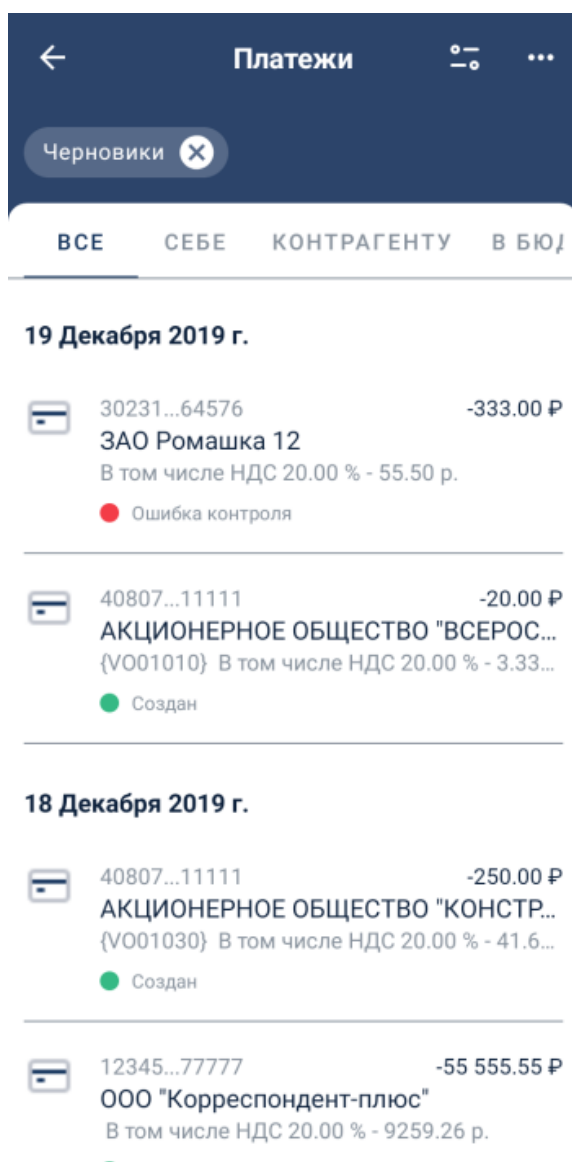 Платежи
Черновики
ВСЕ СЕБЕ КОНТРАГЕНТУ В БЮД
19 Декабря 2019 г.
30231...64576 -333.00 ₽
ЗАО Ромашка 12
В том числе НДС 20.00 % - 55.50 р.
Ошибка контроля
40807...11111 -20.00 ₽
АКЦИОНЕРНОЕ ОБЩЕСТВО "ВСЕРОС...
{VO01010} В том числе НДС 20.00 % - 3.33...
Создан
18 Декабря 2019 г.
40807...11111 -250.00 ₽
АКЦИОНЕРНОЕ ОБЩЕСТВО "КОНСТР...
{VO01030} В том числе НДС 20.00 % - 41.6...
Создан
12345...77777 -55 555.55 ₽
ООО "Корреспондент-плюс"
В том числе НДС 20.00 % - 9259.26 р.